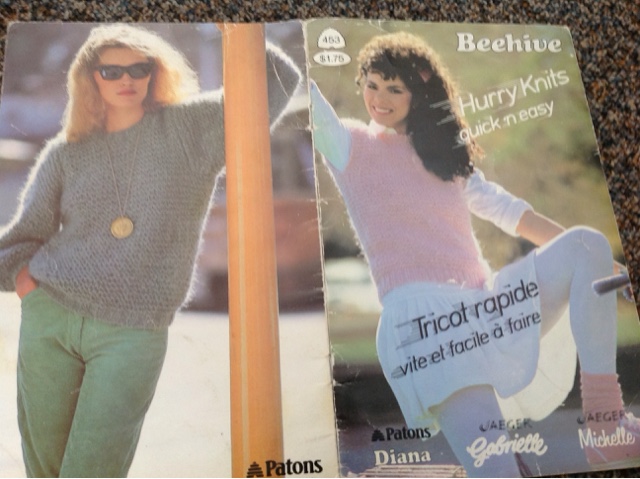 Patons
453
$1.75
Beehive
Hurry Knits
quick 'n easy
Tricot rapide
vite et facile à faire
Patons
Diana
JAEGER
Gabrielle
JAEGER
Michelle